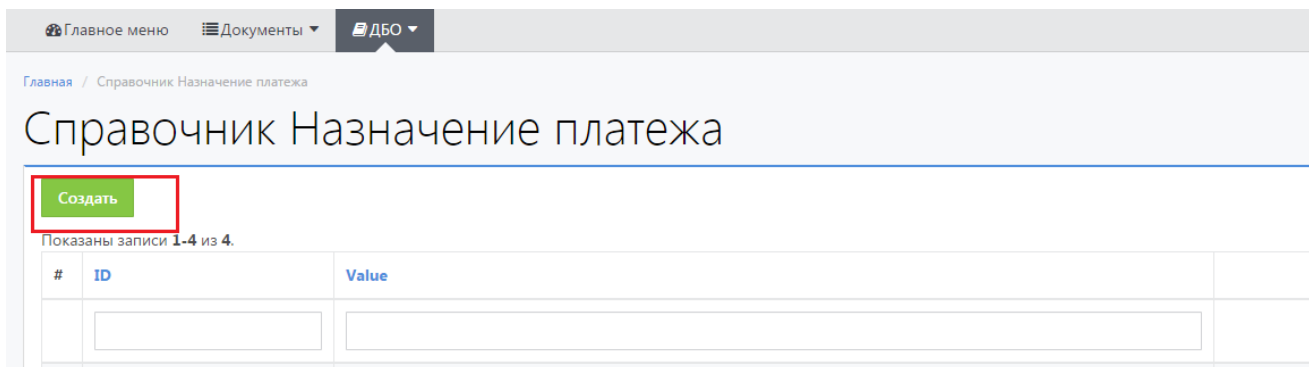 Главное меню Документы ДБО
Главная / Справочник Назначение платежа
Справочник Назначение платежа
Создать
Показаны записи 1-4 из 4.
# ID Value